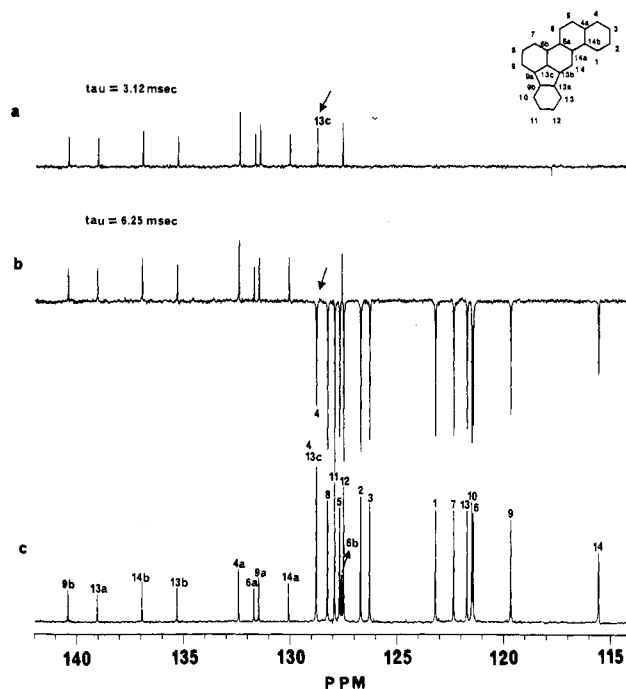 5
4
6
4a
3
7
8
6b
6a
14b
2
14a
1
9
9a
13c
13b
14
9b
13a
10
13
11
12
tau = 3.12 msec
a
13c
tau = 6.25 msec
b
4
4
13c
c
9b
13a
14b
13b
4a
6a
9a
14a
8
11
5
12
6b
2
3
1
7
13
10
6
9
14
140
135
130
125
120
115
PPM